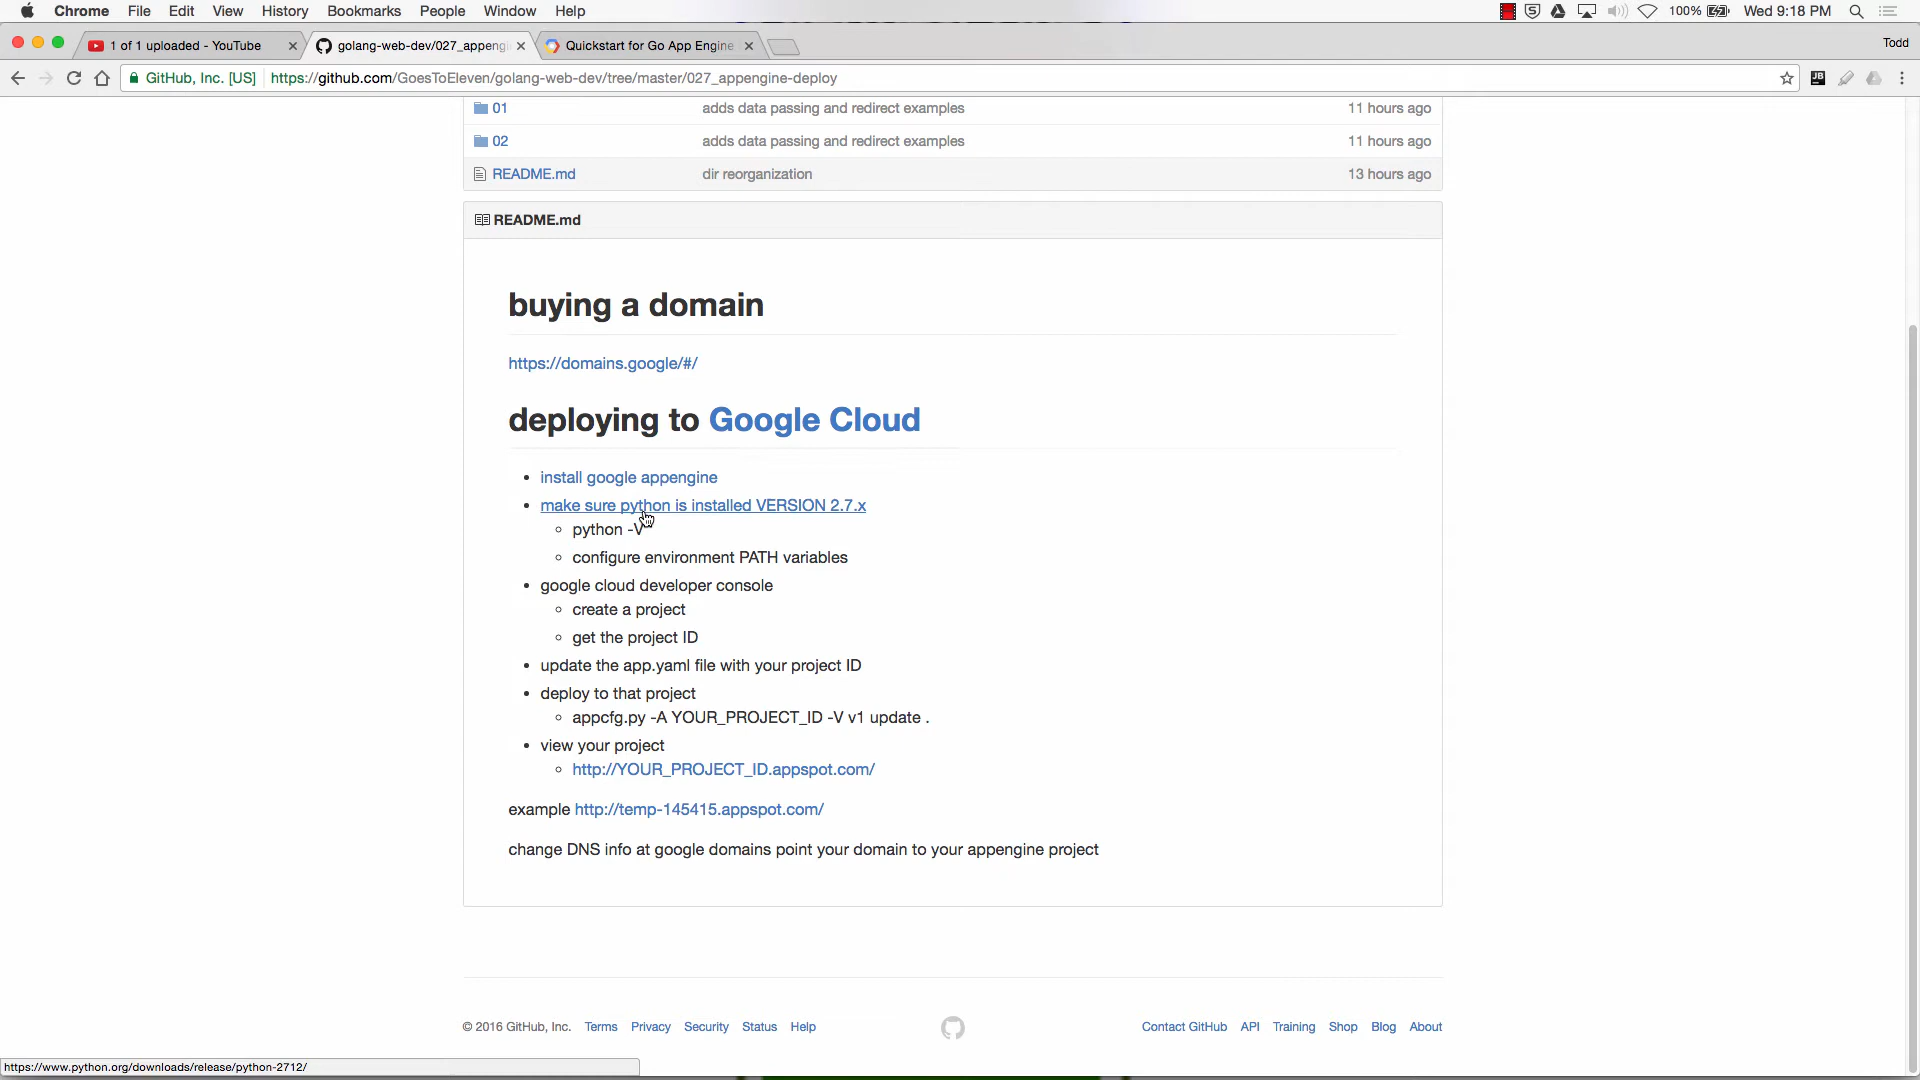 Chrome File Edit View History Bookmarks People Window Help 100% Wed 9:18 PM
1 of 1 uploaded - YouTube golang-web-dev/027_appengi Quickstart for Go App Engine Todd
GitHub, Inc. [US] https://github.com/GoesToEleven/golang-web-dev/tree/master/027_appengine-deploy
01 adds data passing and redirect examples 11 hours ago
02 adds data passing and redirect examples 11 hours ago
README.md dir reorganization 13 hours ago
README.md
buying a domain
https://domains.google/#/
deploying to Google Cloud
• install google appengine
• make sure python is installed VERSION 2.7.x
◦ python -V
◦ configure environment PATH variables
• google cloud developer console
◦ create a project
◦ get the project ID
• update the app.yaml file with your project ID
• deploy to that project
◦ appcfg.py -A YOUR_PROJECT_ID -V v1 update .
• view your project
◦ http://YOUR_PROJECT_ID.appspot.com/
example http://temp-145415.appspot.com/
change DNS info at google domains point your domain to your appengine project
© 2016 GitHub, Inc. Terms Privacy Security Status Help Contact GitHub API Training Shop Blog About
https://www.python.org/downloads/release/python-2712/